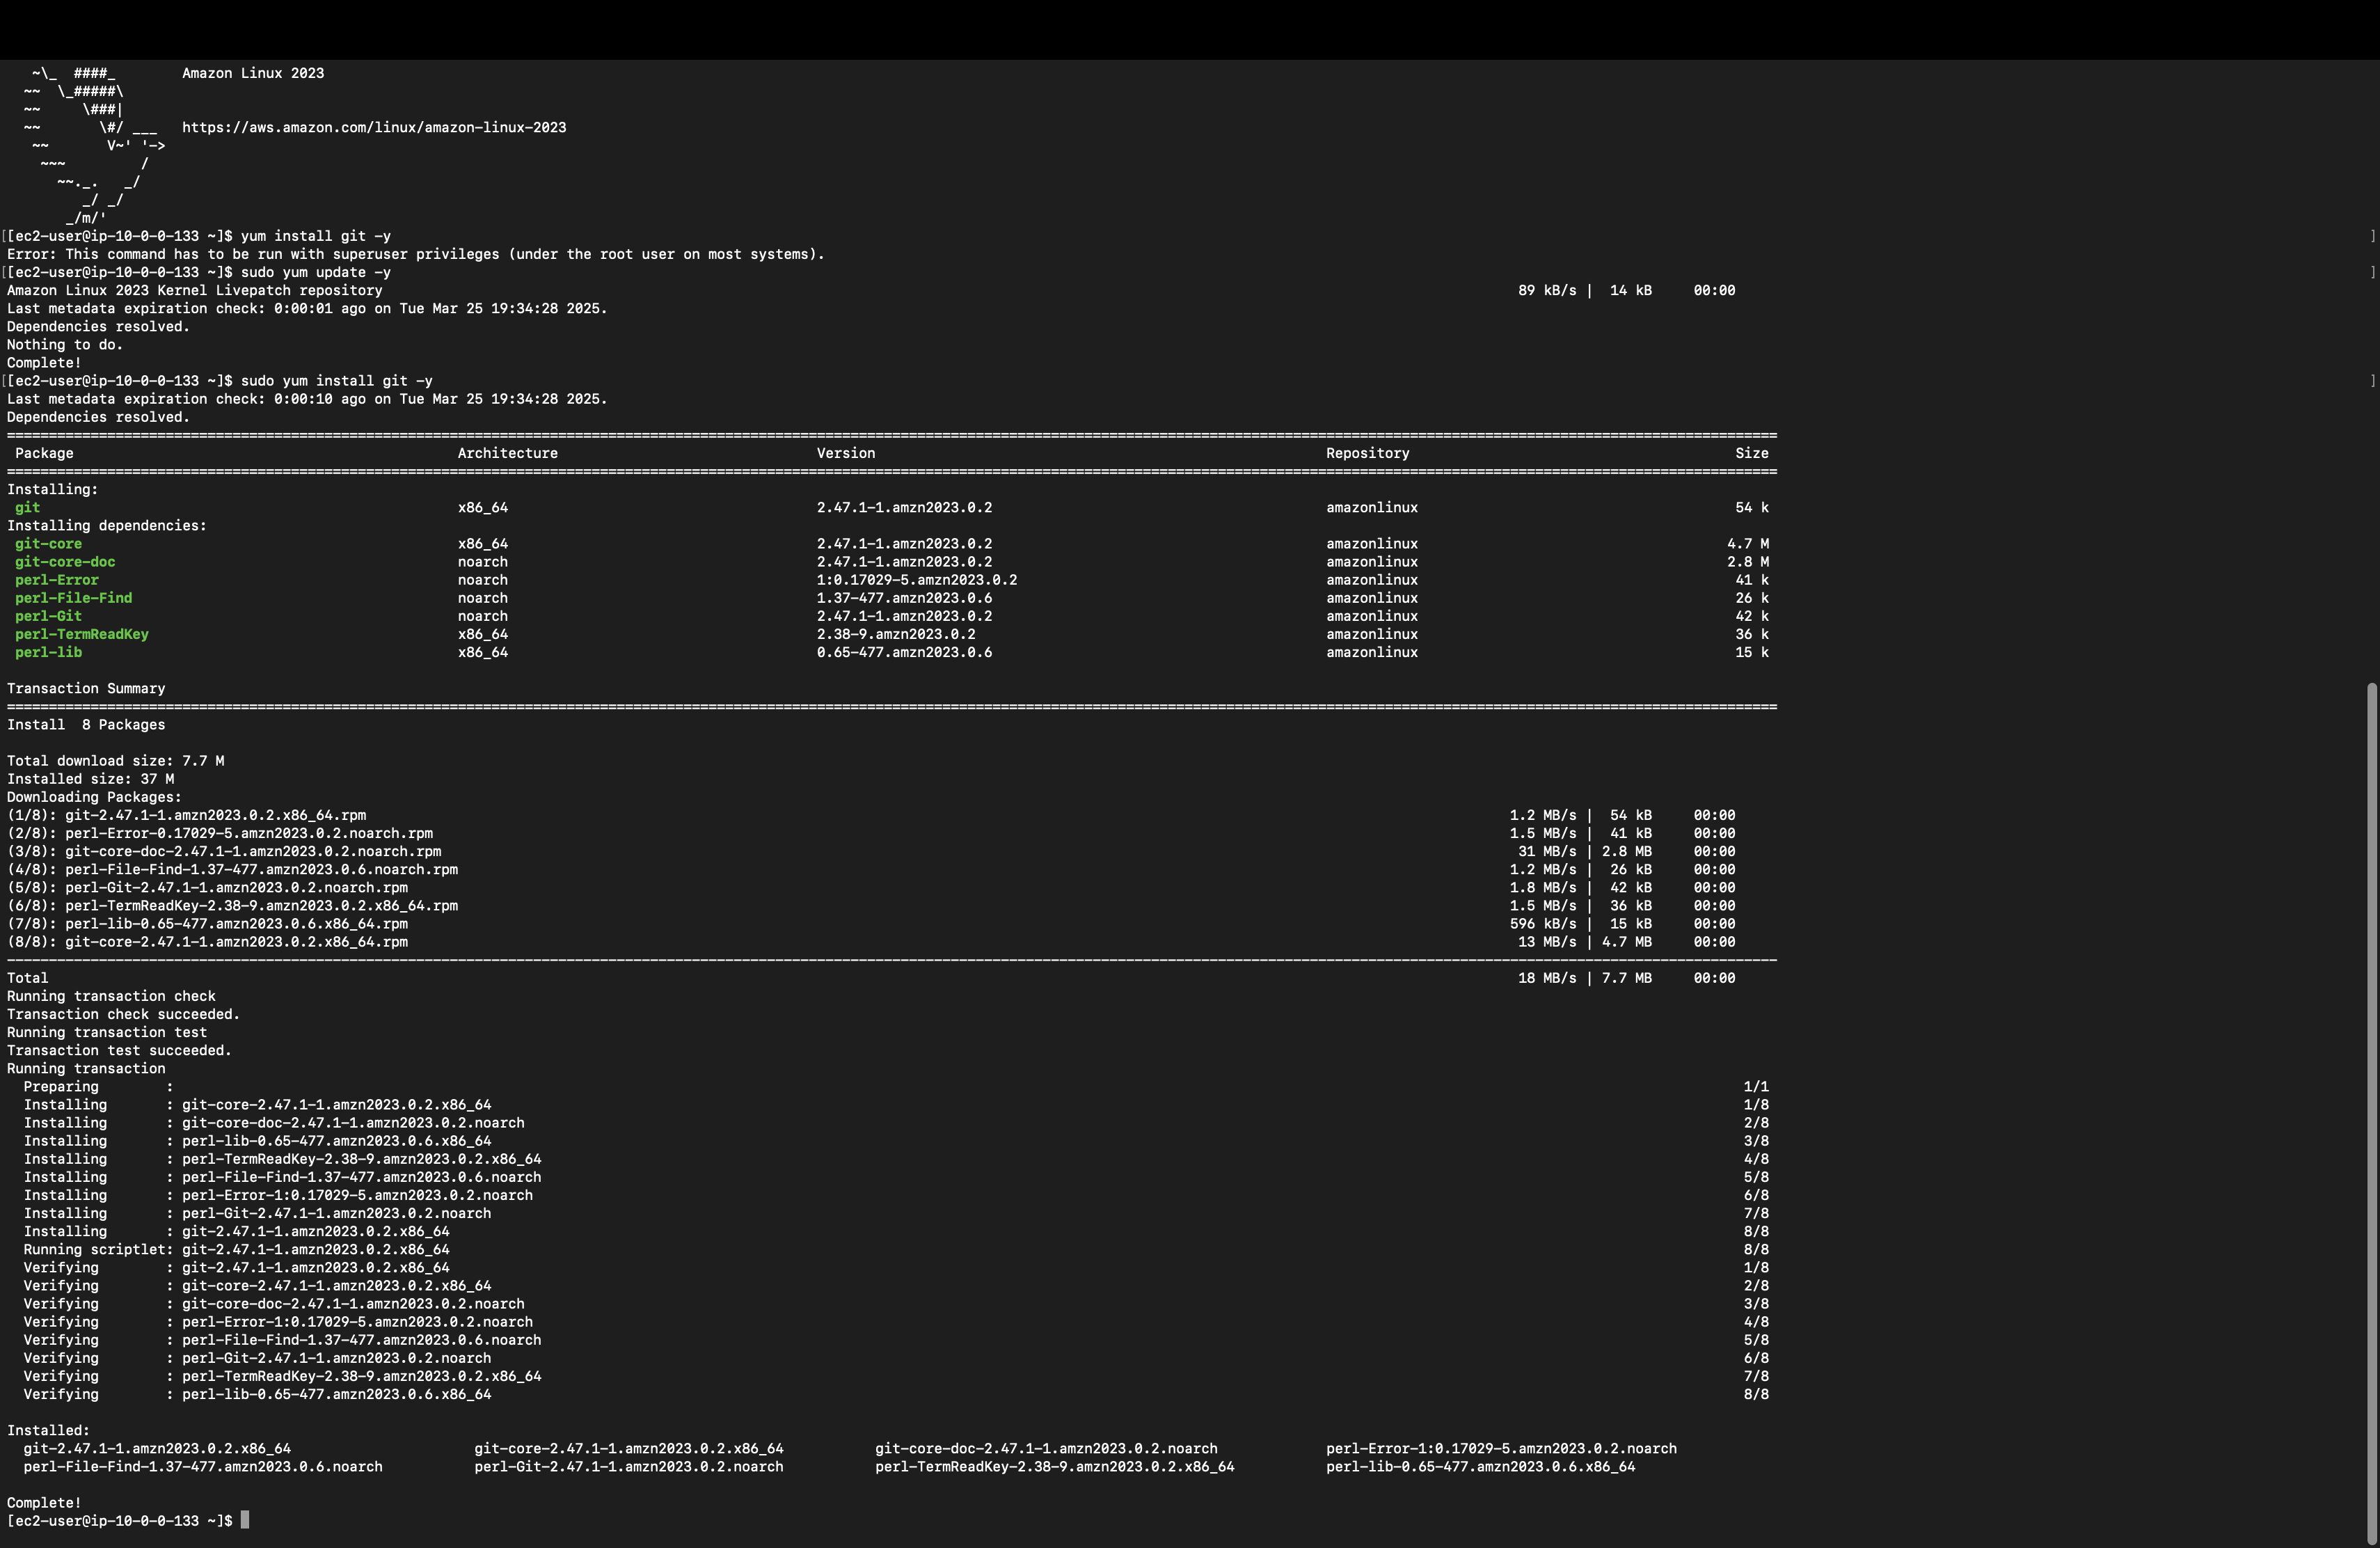 ~\_  ####_        Amazon Linux 2023
  ~~  \_#####\
  ~~     \###|
  ~~       \#/ ___   https://aws.amazon.com/linux/amazon-linux-2023
   ~~       V~' '->
    ~~~         /
      ~~._.   _/
         _/ _/
       _/m/'
[[ec2-user@ip-10-0-0-133 ~]$ yum install git -y ]
Error: This command has to be run with superuser privileges (under the root user on most systems).
[[ec2-user@ip-10-0-0-133 ~]$ sudo yum update -y ]
Amazon Linux 2023 Kernel Livepatch repository 89 kB/s | 14 kB 00:00
Last metadata expiration check: 0:00:01 ago on Tue Mar 25 19:34:28 2025.
Dependencies resolved.
Nothing to do.
Complete!
[[ec2-user@ip-10-0-0-133 ~]$ sudo yum install git -y ]
Last metadata expiration check: 0:00:10 ago on Tue Mar 25 19:34:28 2025.
Dependencies resolved.
Package Architecture Version Repository Size
Installing:
git x86_64 2.47.1-1.amzn2023.0.2 amazonlinux 54 k
Installing dependencies:
git-core x86_64 2.47.1-1.amzn2023.0.2 amazonlinux 4.7 M
git-core-doc noarch 2.47.1-1.amzn2023.0.2 amazonlinux 2.8 M
perl-Error noarch 1:0.17029-5.amzn2023.0.2 amazonlinux 41 k
perl-File-Find noarch 1.37-477.amzn2023.0.6 amazonlinux 26 k
perl-Git noarch 2.47.1-1.amzn2023.0.2 amazonlinux 42 k
perl-TermReadKey x86_64 2.38-9.amzn2023.0.2 amazonlinux 36 k
perl-lib x86_64 0.65-477.amzn2023.0.6 amazonlinux 15 k
Transaction Summary
Install  8 Packages
Total download size: 7.7 M
Installed size: 37 M
Downloading Packages:
(1/8): git-2.47.1-1.amzn2023.0.2.x86_64.rpm 1.2 MB/s | 54 kB 00:00
(2/8): perl-Error-0.17029-5.amzn2023.0.2.noarch.rpm 1.5 MB/s | 41 kB 00:00
(3/8): git-core-doc-2.47.1-1.amzn2023.0.2.noarch.rpm 31 MB/s | 2.8 MB 00:00
(4/8): perl-File-Find-1.37-477.amzn2023.0.6.noarch.rpm 1.2 MB/s | 26 kB 00:00
(5/8): perl-Git-2.47.1-1.amzn2023.0.2.noarch.rpm 1.8 MB/s | 42 kB 00:00
(6/8): perl-TermReadKey-2.38-9.amzn2023.0.2.x86_64.rpm 1.5 MB/s | 36 kB 00:00
(7/8): perl-lib-0.65-477.amzn2023.0.6.x86_64.rpm 596 kB/s | 15 kB 00:00
(8/8): git-core-2.47.1-1.amzn2023.0.2.x86_64.rpm 13 MB/s | 4.7 MB 00:00
Total 18 MB/s | 7.7 MB 00:00
Running transaction check
Transaction check succeeded.
Running transaction test
Transaction test succeeded.
Running transaction
Preparing : 1/1
Installing : git-core-2.47.1-1.amzn2023.0.2.x86_64 1/8
Installing : git-core-doc-2.47.1-1.amzn2023.0.2.noarch 2/8
Installing : perl-lib-0.65-477.amzn2023.0.6.x86_64 3/8
Installing : perl-TermReadKey-2.38-9.amzn2023.0.2.x86_64 4/8
Installing : perl-File-Find-1.37-477.amzn2023.0.6.noarch 5/8
Installing : perl-Error-1:0.17029-5.amzn2023.0.2.noarch 6/8
Installing : perl-Git-2.47.1-1.amzn2023.0.2.noarch 7/8
Installing : git-2.47.1-1.amzn2023.0.2.x86_64 8/8
Running scriptlet: git-2.47.1-1.amzn2023.0.2.x86_64 8/8
Verifying : git-2.47.1-1.amzn2023.0.2.x86_64 1/8
Verifying : git-core-2.47.1-1.amzn2023.0.2.x86_64 2/8
Verifying : git-core-doc-2.47.1-1.amzn2023.0.2.noarch 3/8
Verifying : perl-Error-1:0.17029-5.amzn2023.0.2.noarch 4/8
Verifying : perl-File-Find-1.37-477.amzn2023.0.6.noarch 5/8
Verifying : perl-Git-2.47.1-1.amzn2023.0.2.noarch 6/8
Verifying : perl-TermReadKey-2.38-9.amzn2023.0.2.x86_64 7/8
Verifying : perl-lib-0.65-477.amzn2023.0.6.x86_64 8/8
Installed:
git-2.47.1-1.amzn2023.0.2.x86_64 git-core-2.47.1-1.amzn2023.0.2.x86_64 git-core-doc-2.47.1-1.amzn2023.0.2.noarch perl-Error-1:0.17029-5.amzn2023.0.2.noarch
perl-File-Find-1.37-477.amzn2023.0.6.noarch perl-Git-2.47.1-1.amzn2023.0.2.noarch perl-TermReadKey-2.38-9.amzn2023.0.2.x86_64 perl-lib-0.65-477.amzn2023.0.6.x86_64
Complete!
[ec2-user@ip-10-0-0-133 ~]$